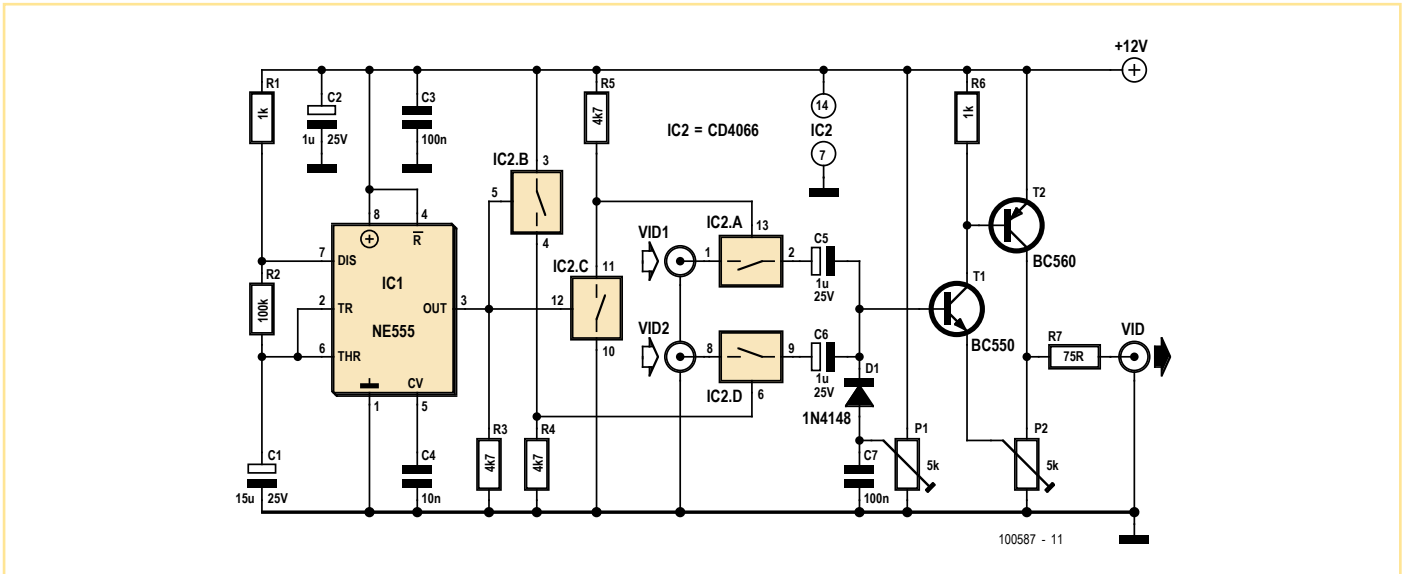 +12V
R1
1k
C2
1u 25V
C3
100n
R5
4k7
IC2 = CD4066
14
IC2
7
R6
1k
T2
BC560
IC2.B
3
5
4
8
4
R
7
DIS
IC1
R2
100k
2
TR
OUT
3
NE555
6
THR
CV
1
5
IC2.C
11
12
10
VID1
IC2.A
13
1
2
C5
1u
25V
VID2
8
9
C6
1u
25V
IC2.D
6
T1
BC550
D1
1N4148
R7
75R
VID
C1
15u 25V
C4
10n
R3
4k7
R4
4k7
C7
100n
P1
5k
P2
5k
100587 - 11